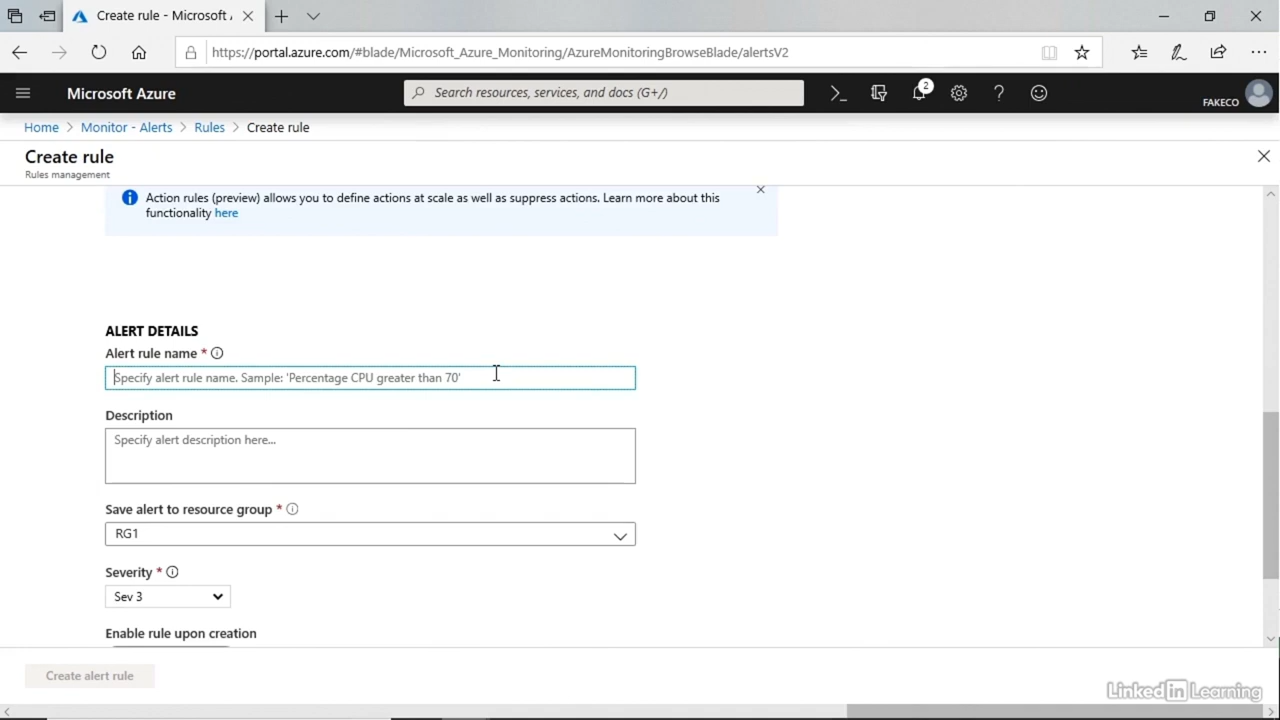 Create rule - Microsoft A
https://portal.azure.com/#blade/Microsoft_Azure_Monitoring/AzureMonitoringBrowseBlade/alertsV2
Microsoft Azure
Search resources, services, and docs (G+/)
2
FAKECO
Home > Monitor - Alerts > Rules > Create rule
Create rule
Rules management
Action rules (preview) allows you to define actions at scale as well as suppress actions. Learn more about this
functionality here
ALERT DETAILS
Alert rule name *
Specify alert rule name. Sample: 'Percentage CPU greater than 70'
Description
Specify alert description here...
Save alert to resource group *
RG1
Severity *
Sev 3
Enable rule upon creation
Create alert rule
LinkedIn Learning